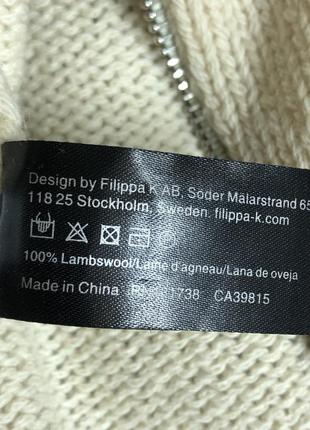 Design by Filippa K AB, Söder Mälarstrand 65
118 25 Stockholm, Sweden. filippa-k.com
100% Lambswool/Laine d'agneau/Lana de oveja
Made in China 1738 CA39815